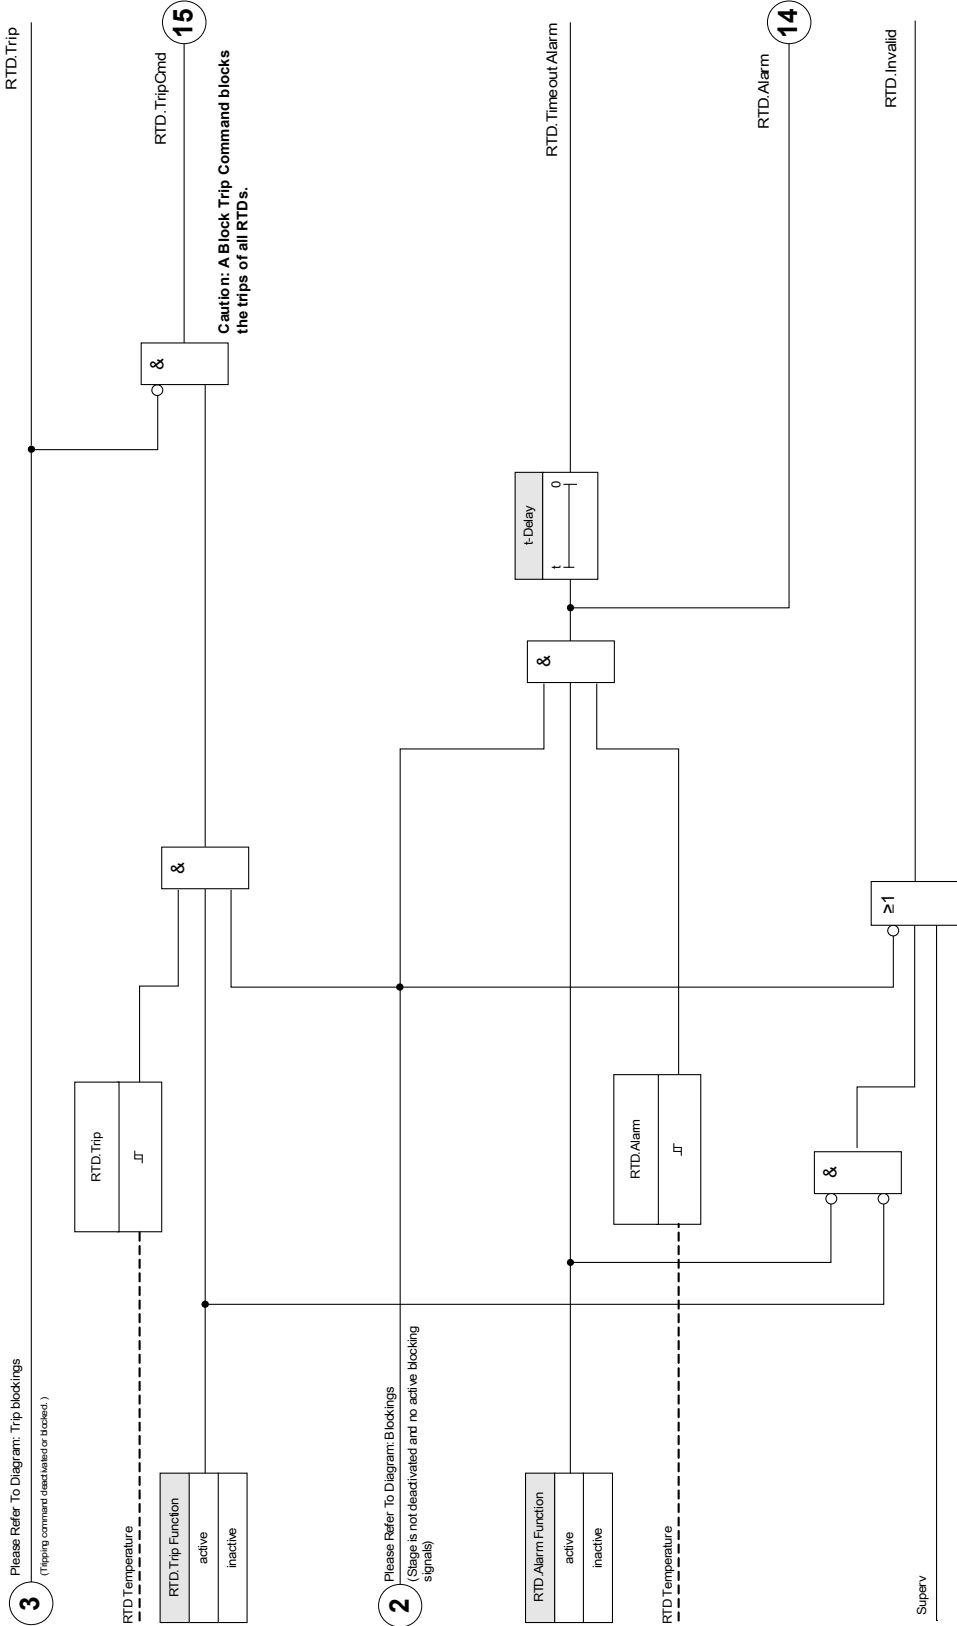 3
Please Refer To Diagram: Trip blockings
(Tripping command deactivated or blocked. )
RTD.Trip
RTD Temperature
RTD.Trip
RTD.Trip Function
active
inactive
&
&
RTD.TripCmd
15
Caution: A Block Trip Command blocks
the trips of all RTDs.
2
Please Refer To Diagram: Blockings
(Stage is not deactivated and no active blocking
signals)
RTD.Alarm Function
active
inactive
&
t-Delay
t
0
RTD.Timeout Alarm
RTD Temperature
RTD.Alarm
RTD.Alarm
14
&
≥1
RTD.Invalid
Superv